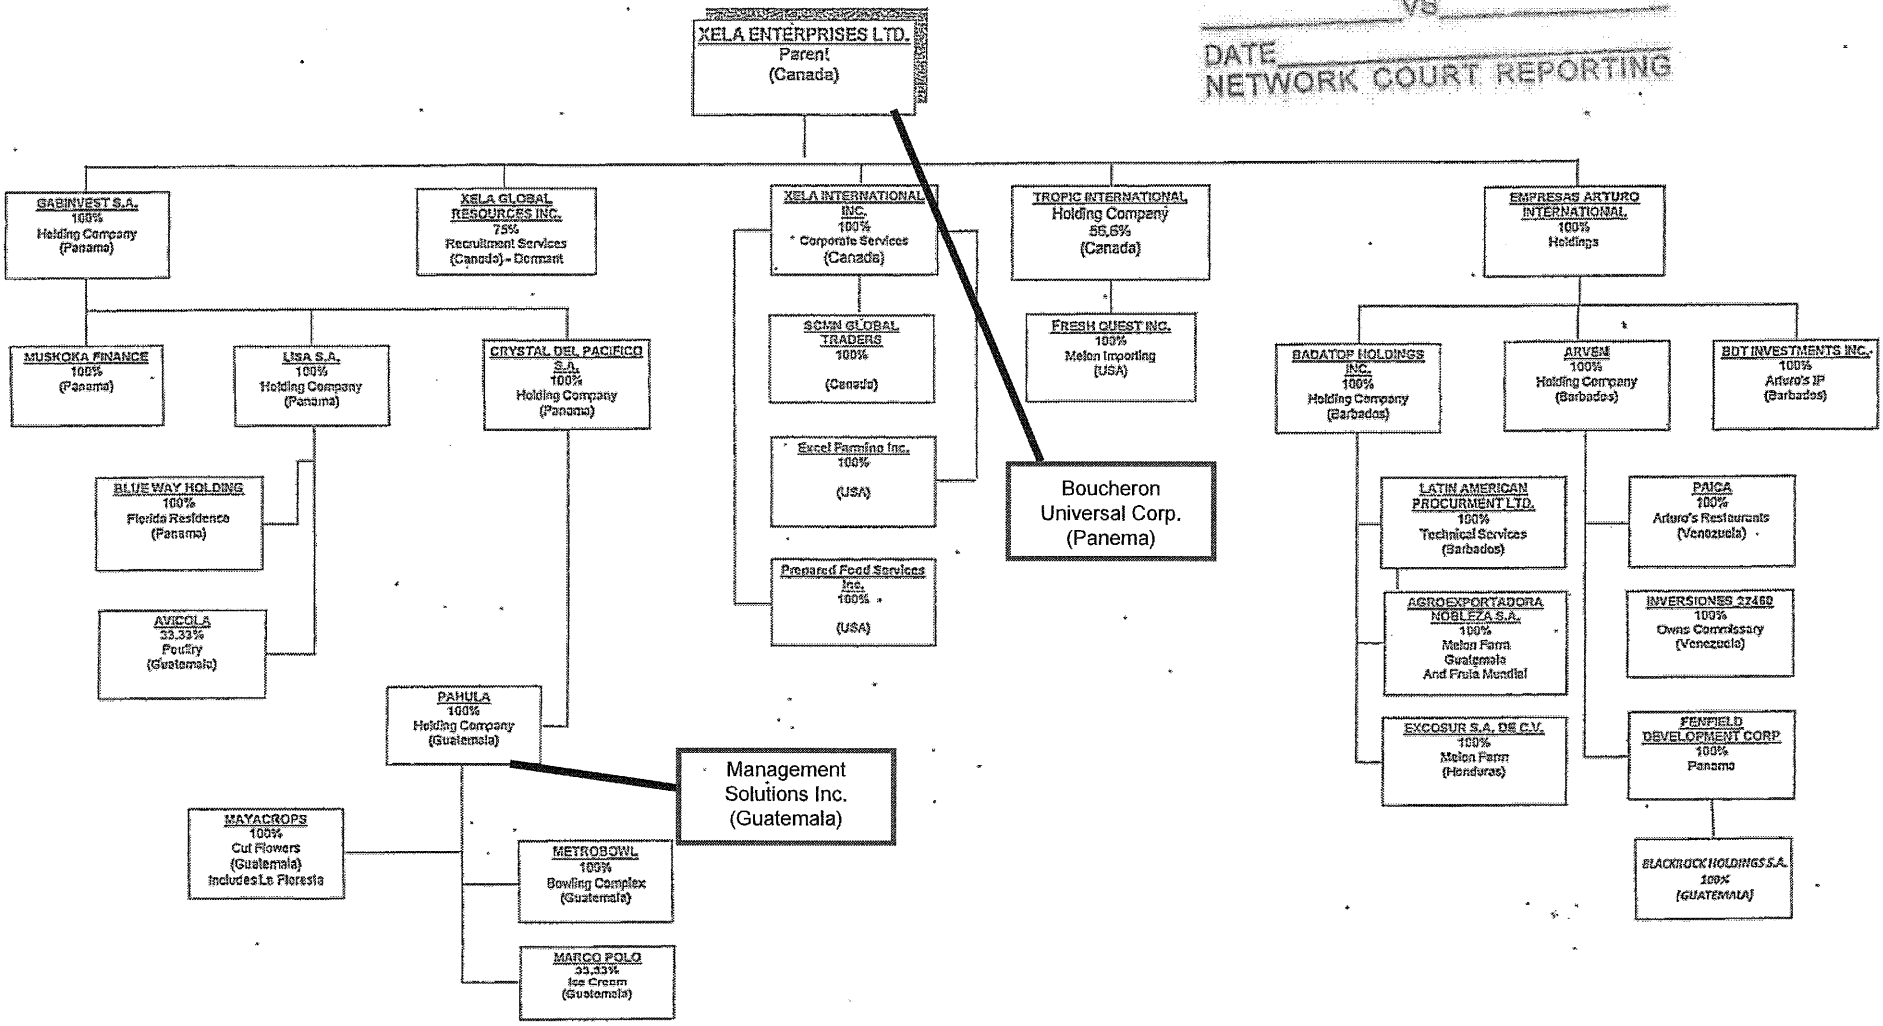 VS
DATE
NETWORK COURT REPORTING
XELA ENTERPRISES LTD.
Parent
(Canada)
GABINVEST S.A.
100%
Holding Company
(Panama)
XELA GLOBAL
RESOURCES INC.
75%
Recruitment Services
(Canada) - Dormant
XELA INTERNATIONAL
INC.
100%
Corporate Services
(Canada)
TROPIC INTERNATIONAL
Holding Company
56.6%
(Canada)
EMPRESAS ARTURO
INTERNATIONAL
100%
Holdings
MUSKOKA FINANCE
100%
(Panama)
LISA S.A.
100%
Holding Company
(Panama)
CRYSTAL DEL PACIFICO
S.A.
100%
Holding Company
(Panama)
SCMN GLOBAL
TRADERS
100%
(Canada)
FRESH QUEST INC.
100%
Melon Importing
(USA)
BADATOP HOLDINGS
INC.
100%
Holding Company
(Barbados)
ARVEM
100%
Holding Company
(Barbados)
BDT INVESTMENTS INC.
100%
Arturo's IP
(Barbados)
Excel Farming Inc.
100%
(USA)
Boucheron
Universal Corp.
(Panema)
BLUE WAY HOLDING
100%
Florida Residence
(Panama)
LATIN AMERICAN
PROCURMENT LTD.
100%
Technical Services
(Barbados)
PAICA
100%
Arturo's Restaurants
(Venezuela)
Prepared Food Services
Inc.
100%
(USA)
AVICOLA
33.33%
Poultry
(Guatemala)
AGROEXPORTADORA
NOBLEZA S.A.
100%
Melon Farm
Guatemala
And Fruta Mundial
INVERSIONES 22460
100%
Owns Commissary
(Venezuela)
PAHULA
100%
Holding Company
(Guatemala)
EXCOSUR S.A. DE C.V.
100%
Melon Farm
(Honduras)
FENFIELD
DEVELOPMENT CORP
100%
Panama
Management
Solutions Inc.
(Guatemala)
MAYACROPS
100%
Cut Flowers
(Guatemala)
Includes La Floresta
METROBOWL
100%
Bowling Complex
(Guatemala)
BLACKROCK HOLDINGS S.A.
100%
(GUATEMALA)
MARCO POLO
33.33%
Ice Cream
(Guatemala)